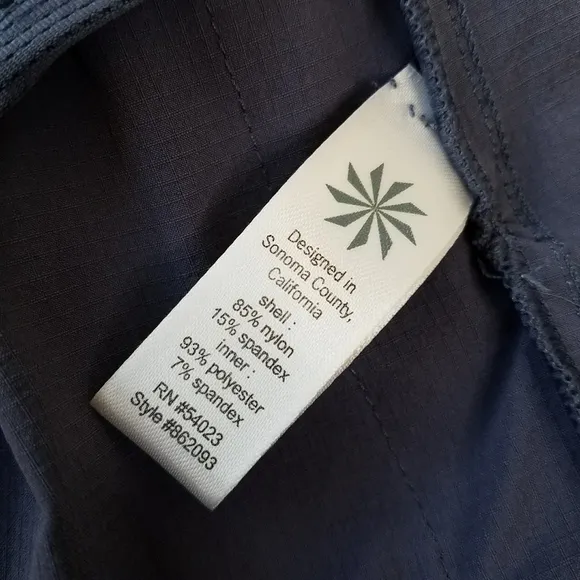 Designed in
Sonoma County,
California
shell :
85% nylon
15% spandex
inner :
93% polyester
7% spandex
RN #54023
Style #862093